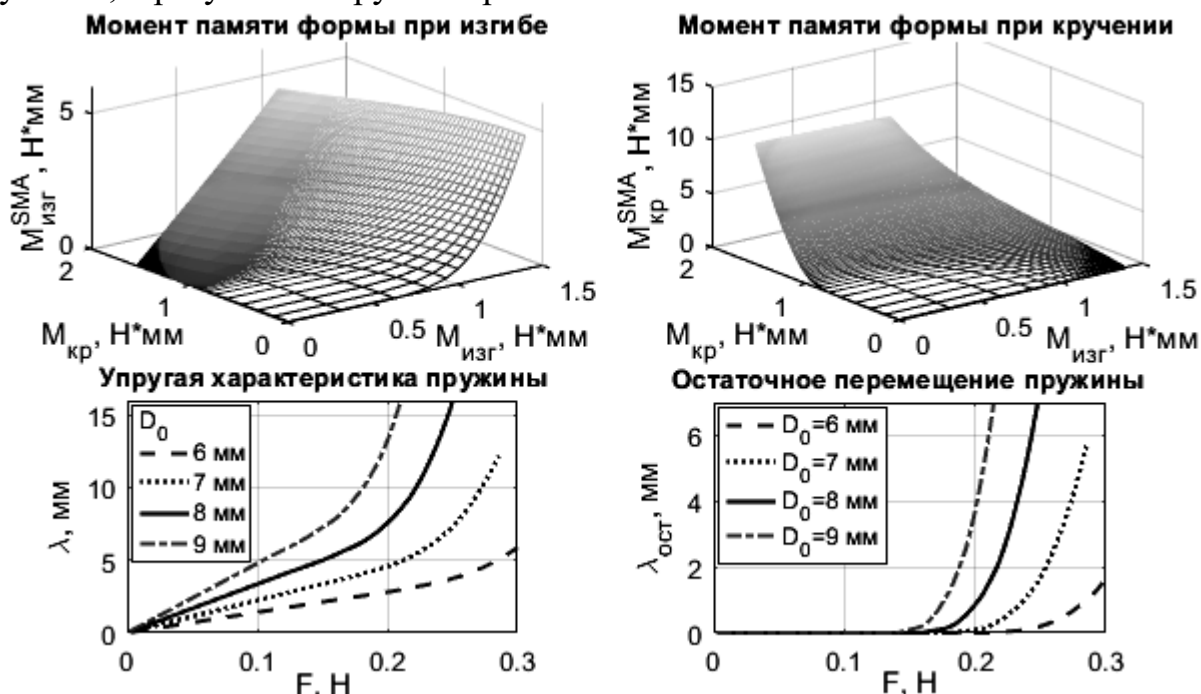 Момент памяти формы при изгибе
Момент памяти формы при кручении
M_изг^SMA, Н*мм
5
0
2
1
0
M_кр, Н*мм
0
0.5
1
1.5
M_изг, Н*мм
M_кр^SMA, Н*мм
15
10
5
0
2
1
0
M_кр, Н*мм
0
0.5
1
1.5
M_изг, Н*мм
Упругая характеристика пружины
λ, мм
15
10
5
0
D_0
6 мм
7 мм
8 мм
9 мм
0
0.1
0.2
0.3
F, Н
Остаточное перемещение пружины
λ_ост, мм
6
4
2
0
D_0=6 мм
D_0=7 мм
D_0=8 мм
D_0=9 мм
0
0.1
0.2
0.3
F, Н